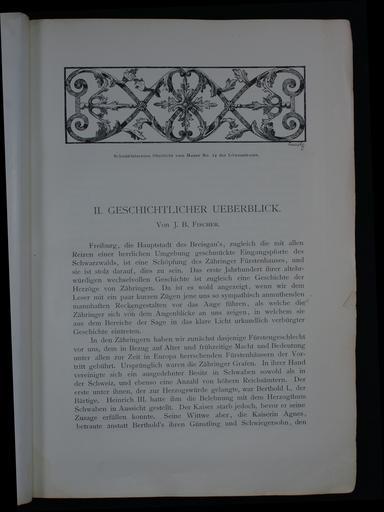 Schmiedeisernes Oberlicht vom Hause No. 14 der Löwenstrasse.
II. GESCHICHTLICHER UEBERBLICK.
Von J. B. Fischer.
Freiburg, die Hauptstadt des Breisgau's, zugleich die mit allen
Reizen einer herrlichen Umgebung geschmückte Eingangspforte des
Schwarzwalds, ist eine Schöpfung des Zähringer Fürstenhauses, und
sie ist stolz darauf, dies zu sein. Das erste Jahrhundert ihrer altehr-
würdigen wechselvollen Geschichte ist zugleich eine Geschichte der
Herzöge von Zähringen. Da ist es wohl angezeigt, wenn wir dem
Leser mit ein paar kurzen Zügen jene uns so sympathisch anmuthenden
mannhaften Reckengestalten vor das Auge führen, als welche die
Zähringer sich von dem Augenblicke an uns zeigen, in welchem sie
aus dem Bereiche der Sage in das klare Licht urkundlich verbürgter
Geschichte eintreten.
In den Zähringern haben wir zunächst dasjenige Fürstengeschlecht
vor uns, dem in Bezug auf Alter und frühzeitige Macht und Bedeutung
unter allen zur Zeit in Europa herrschenden Fürstenhäusern der Vor-
tritt gebührt. Ursprünglich waren die Zähringer Grafen. In ihrer Hand
vereinigte sich ein ausgedehnter Besitz in Schwaben sowohl als in
der Schweiz, und ebenso eine Anzahl von höhern Reichsämtern. Der
erste unter ihnen, der zur Herzogswürde gelangte, war Berthold I., der
Bärtige. Heinrich III. hatte ihm die Belehnung mit dem Herzogthum
Schwaben in Aussicht gestellt. Der Kaiser starb jedoch, bevor er seine
Zusage erfüllen konnte. Seine Wittwe aber, die Kaiserin Agnes,
betraute anstatt Berthold's ihren Günstling und Schwiegersohn, den